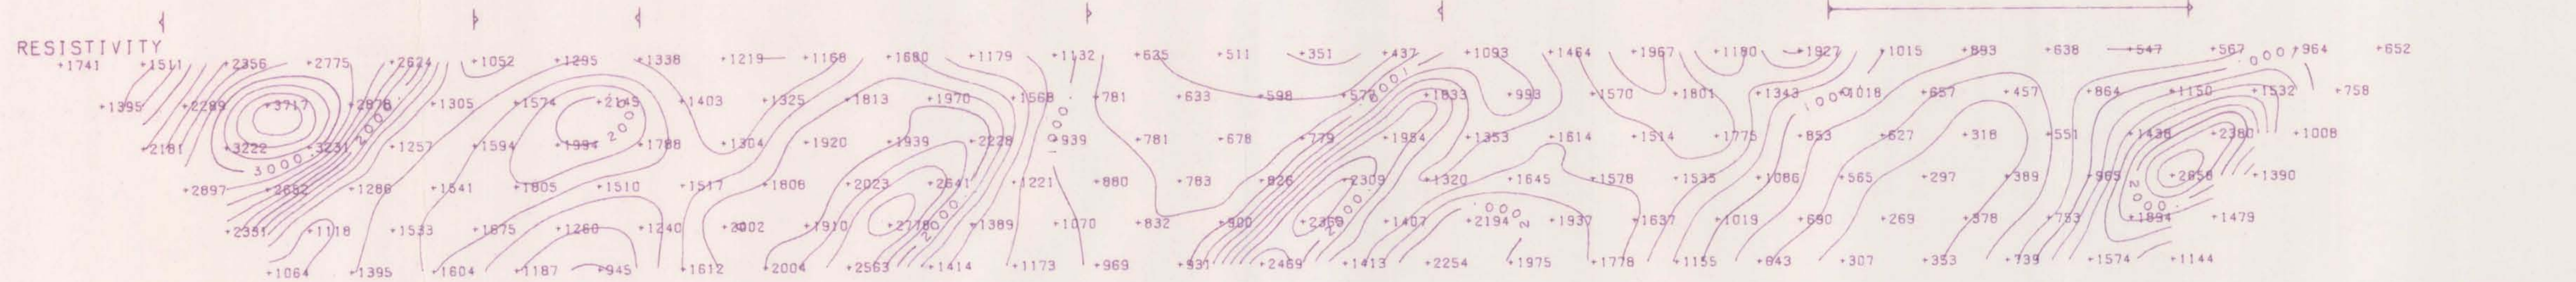 RESISTIVITY
+1741 +1511 +2356 +2775 +2624 +1052 +1295 +1338 +1219 +1168 +1680 +1179 +1132 +635 +511 +351 +437 +1093 +1464 +1967 +1180 +1927 +1015 +893 +638 +547 +567 +964 +652
+1395 +2299 +3717 +2978 +1305 +1574 +2145 +1403 +1325 +1813 +1970 +1568 +781 +633 +598 +577 +1833 +993 +1570 +1801 +1343 +1018 +657 +457 +864 +1150 +1532 +758
+2181 +3222 +3231 +1257 +1594 +1994 +1788 +1304 +1920 +1939 +2228 +939 +781 +678 +779 +1984 +1353 +1614 +1514 +1775 +853 +627 +318 +551 +1438 +2380 +1008
+2897 +2682 +1286 +1541 +1805 +1510 +1517 +1808 +2023 +2641 +1221 +880 +783 +826 +2309 +1320 +1645 +1578 +1535 +1086 +565 +297 +389 +965 +2658 +1390
+2351 +1118 +1533 +1675 +1260 +1240 +2002 +1910 +2778 +1389 +1070 +832 +900 +2369 +1407 +2194 +1937 +1637 +1019 +690 +269 +378 +753 +1894 +1479
+1064 +1395 +1604 +1187 +945 +1612 +2004 +2563 +1414 +1173 +969 +931 +2469 +1413 +2254 +1975 +1778 +1155 +643 +307 +353 +739 +1574 +1144
3000
2000